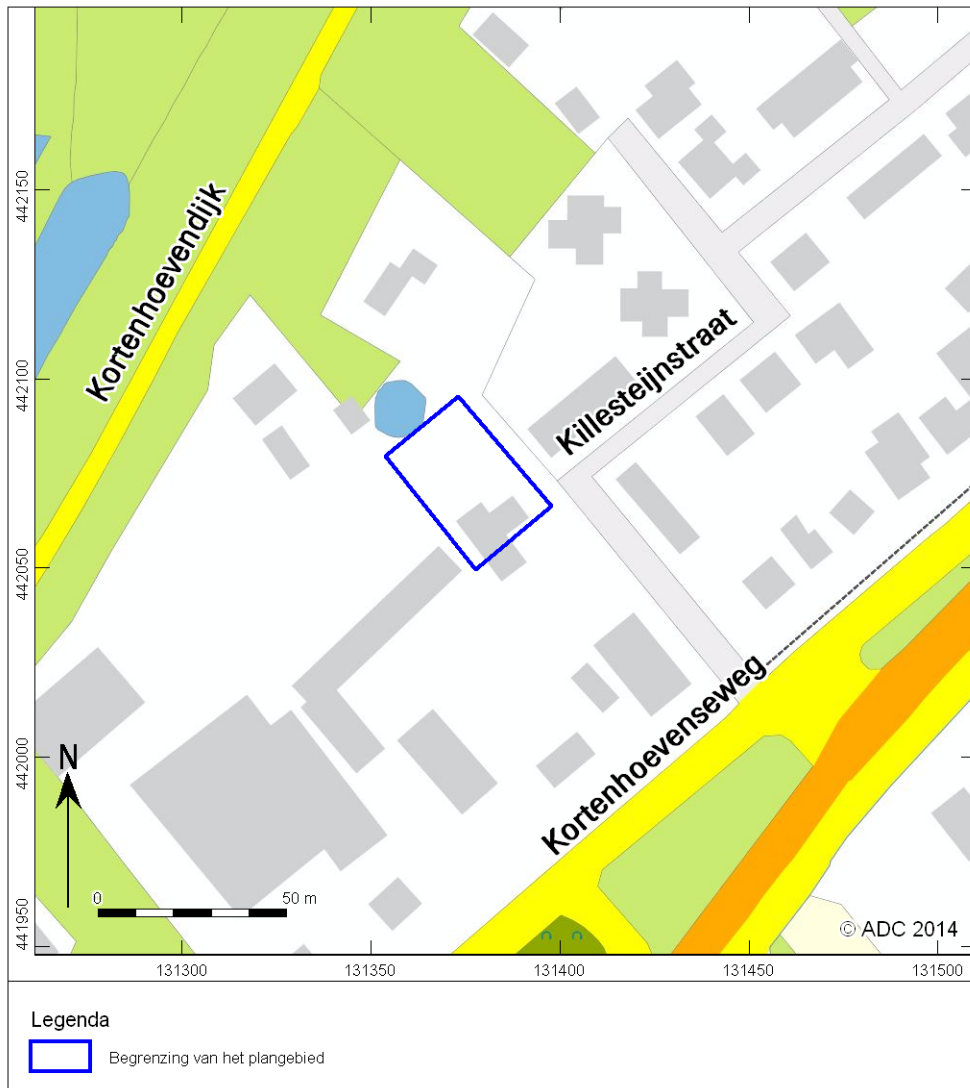 Kortenhoevendijk
Killesteijnstraat
Kortenhoevenseweg
442150
442100
442050
442000
441950
N
0 50 m
© ADC 2014
131300 131350 131400 131450 131500
Legenda
Begrenzing van het plangebied